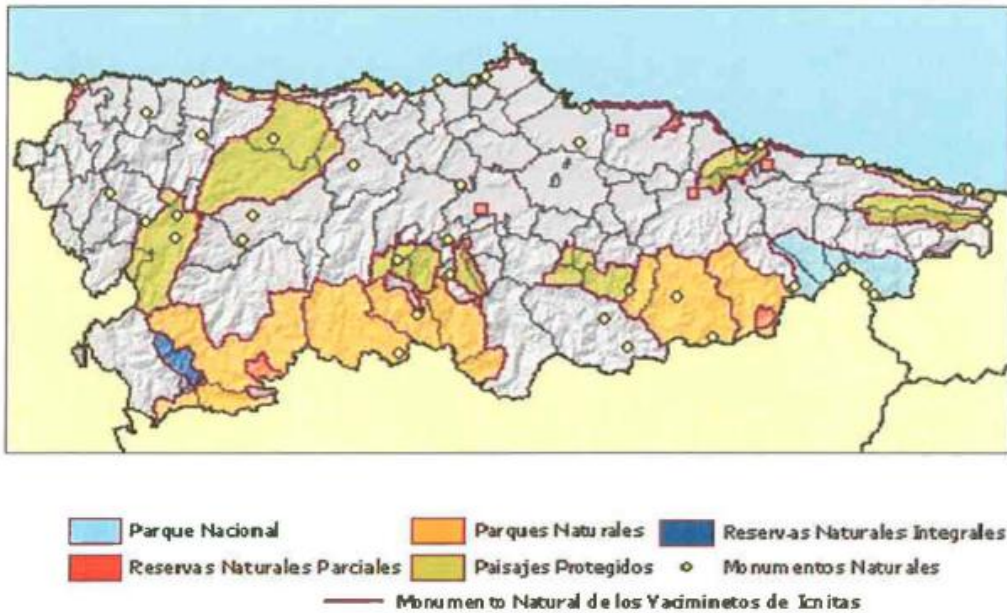 Parque Nacional
Parques Naturales
Reservas Naturales Integrales
Reservas Naturales Parciales
Paisajes Protegidos
Monumentos Naturales
Monumento Natural de los Yaciminetos de Icnitas